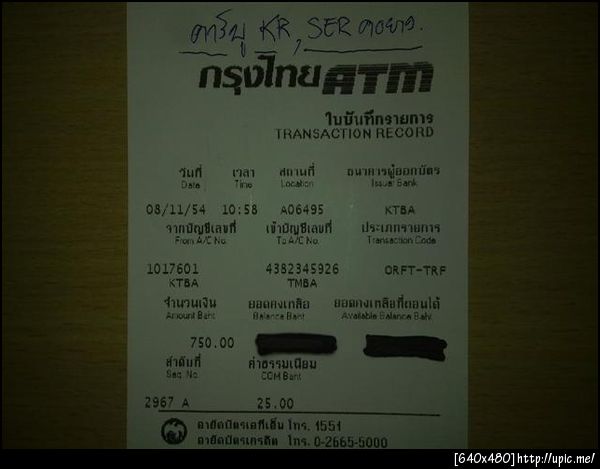 คาร์บู KR, SER คอยาว.
กรุงไทย ATM
ใบบันทึกรายการ
TRANSACTION RECORD
วันที่ เวลา สถานที่ ธนาคารผู้ออกบัตร
Date Time Location Issuer Bank
08/11/54 10:58 A06495 KTBA
จากบัญชีเลขที่ เข้าบัญชีเลขที่ ประเภทรายการ
From A/C No. To A/C No. Transaction Code
1017601 4382345926 ORFT-TRF
KTBA TMBA
จำนวนเงิน ยอดคงเหลือ ยอดคงเหลือที่ถอนได้
Amount Baht Balance Baht Available Balance Baht
750.00
ลำดับที่ ค่าธรรมเนียม
Seq. No. COM Baht
2967 A 25.00
อายัดบัตรเอทีเอ็ม โทร. 1551
อายัดบัตรเครดิต โทร. 0-2665-5000
[640x480]http://upic.me/